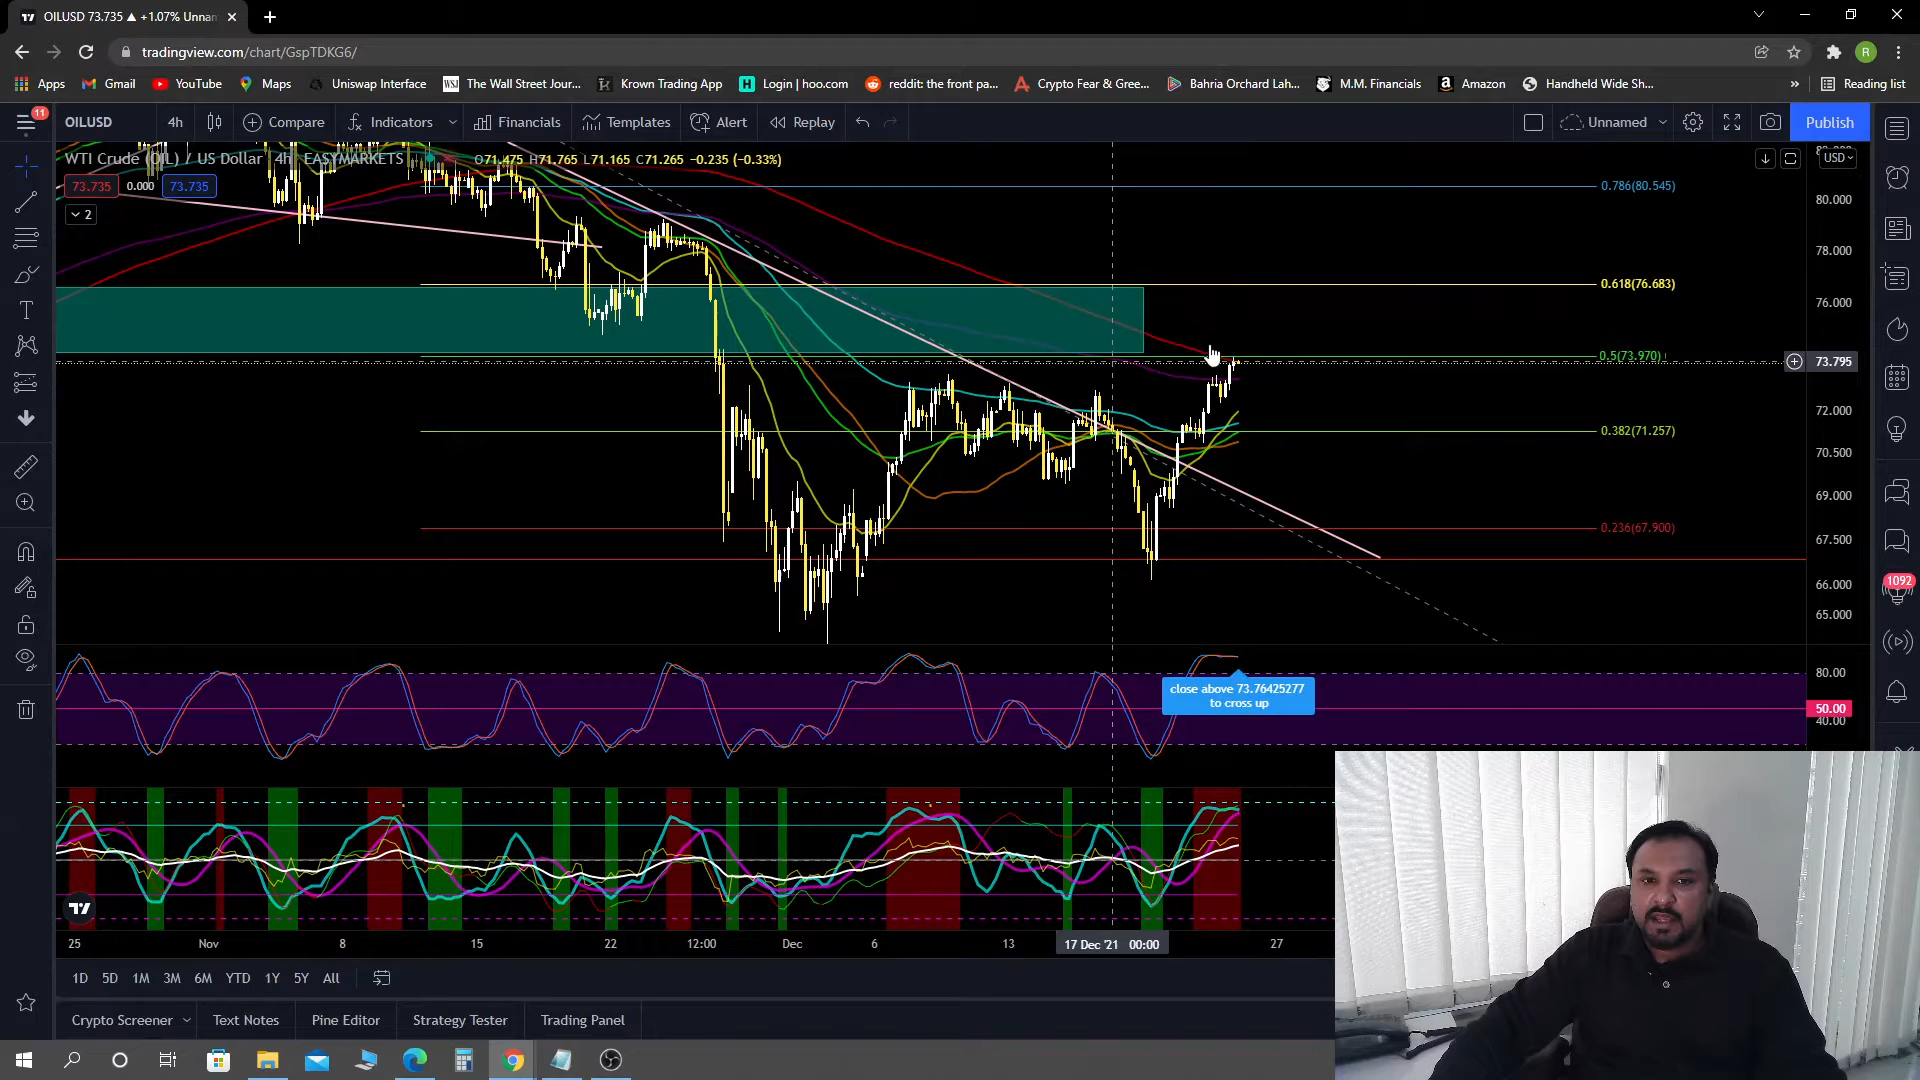 OILUSD 73.735 ▲ +1.07% Unnam
tradingview.com/chart/GspTDKG6/
R
Apps Gmail YouTube Maps Uniswap Interface The Wall Street Jour... Krown Trading App Login | hoo.com reddit: the front pa... Crypto Fear & Gree... Bahria Orchard Lah... M.M. Financials Amazon Handheld Wide Sh... » Reading list
11 OILUSD 4h Compare Indicators Financials Templates Alert Replay Unnamed Publish
WTI Crude (OIL) / US Dollar 4h EASYMARKETS O71.475 H71.765 L71.165 C71.265 −0.235 (−0.33%)
USD
73.735 0.000 73.735
2
0.786(80.545)
80.000
78.000
0.618(76.683)
76.000
0.5(73.970)
73.795
72.000
0.382(71.257)
70.500
69.000
0.236(67.900)
67.500
66.000
1092
65.000
80.00
close above 73.76425277
to cross up
50.00
40.00
25 Nov 8 15 22 12:00 Dec 6 13 17 Dec '21 00:00 27
1D 5D 1M 3M 6M YTD 1Y 5Y All
Crypto Screener Text Notes Pine Editor Strategy Tester Trading Panel